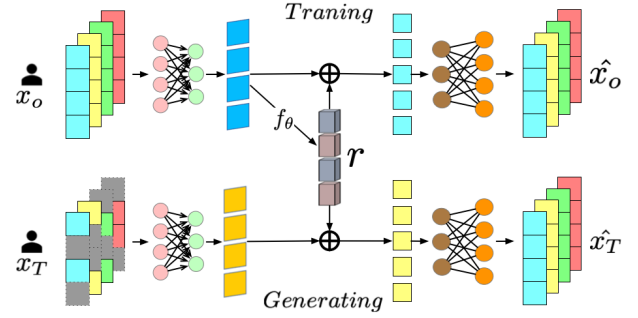 Traning
x_o
f_θ
r
x̂_o
x_T
x̂_T
Generating